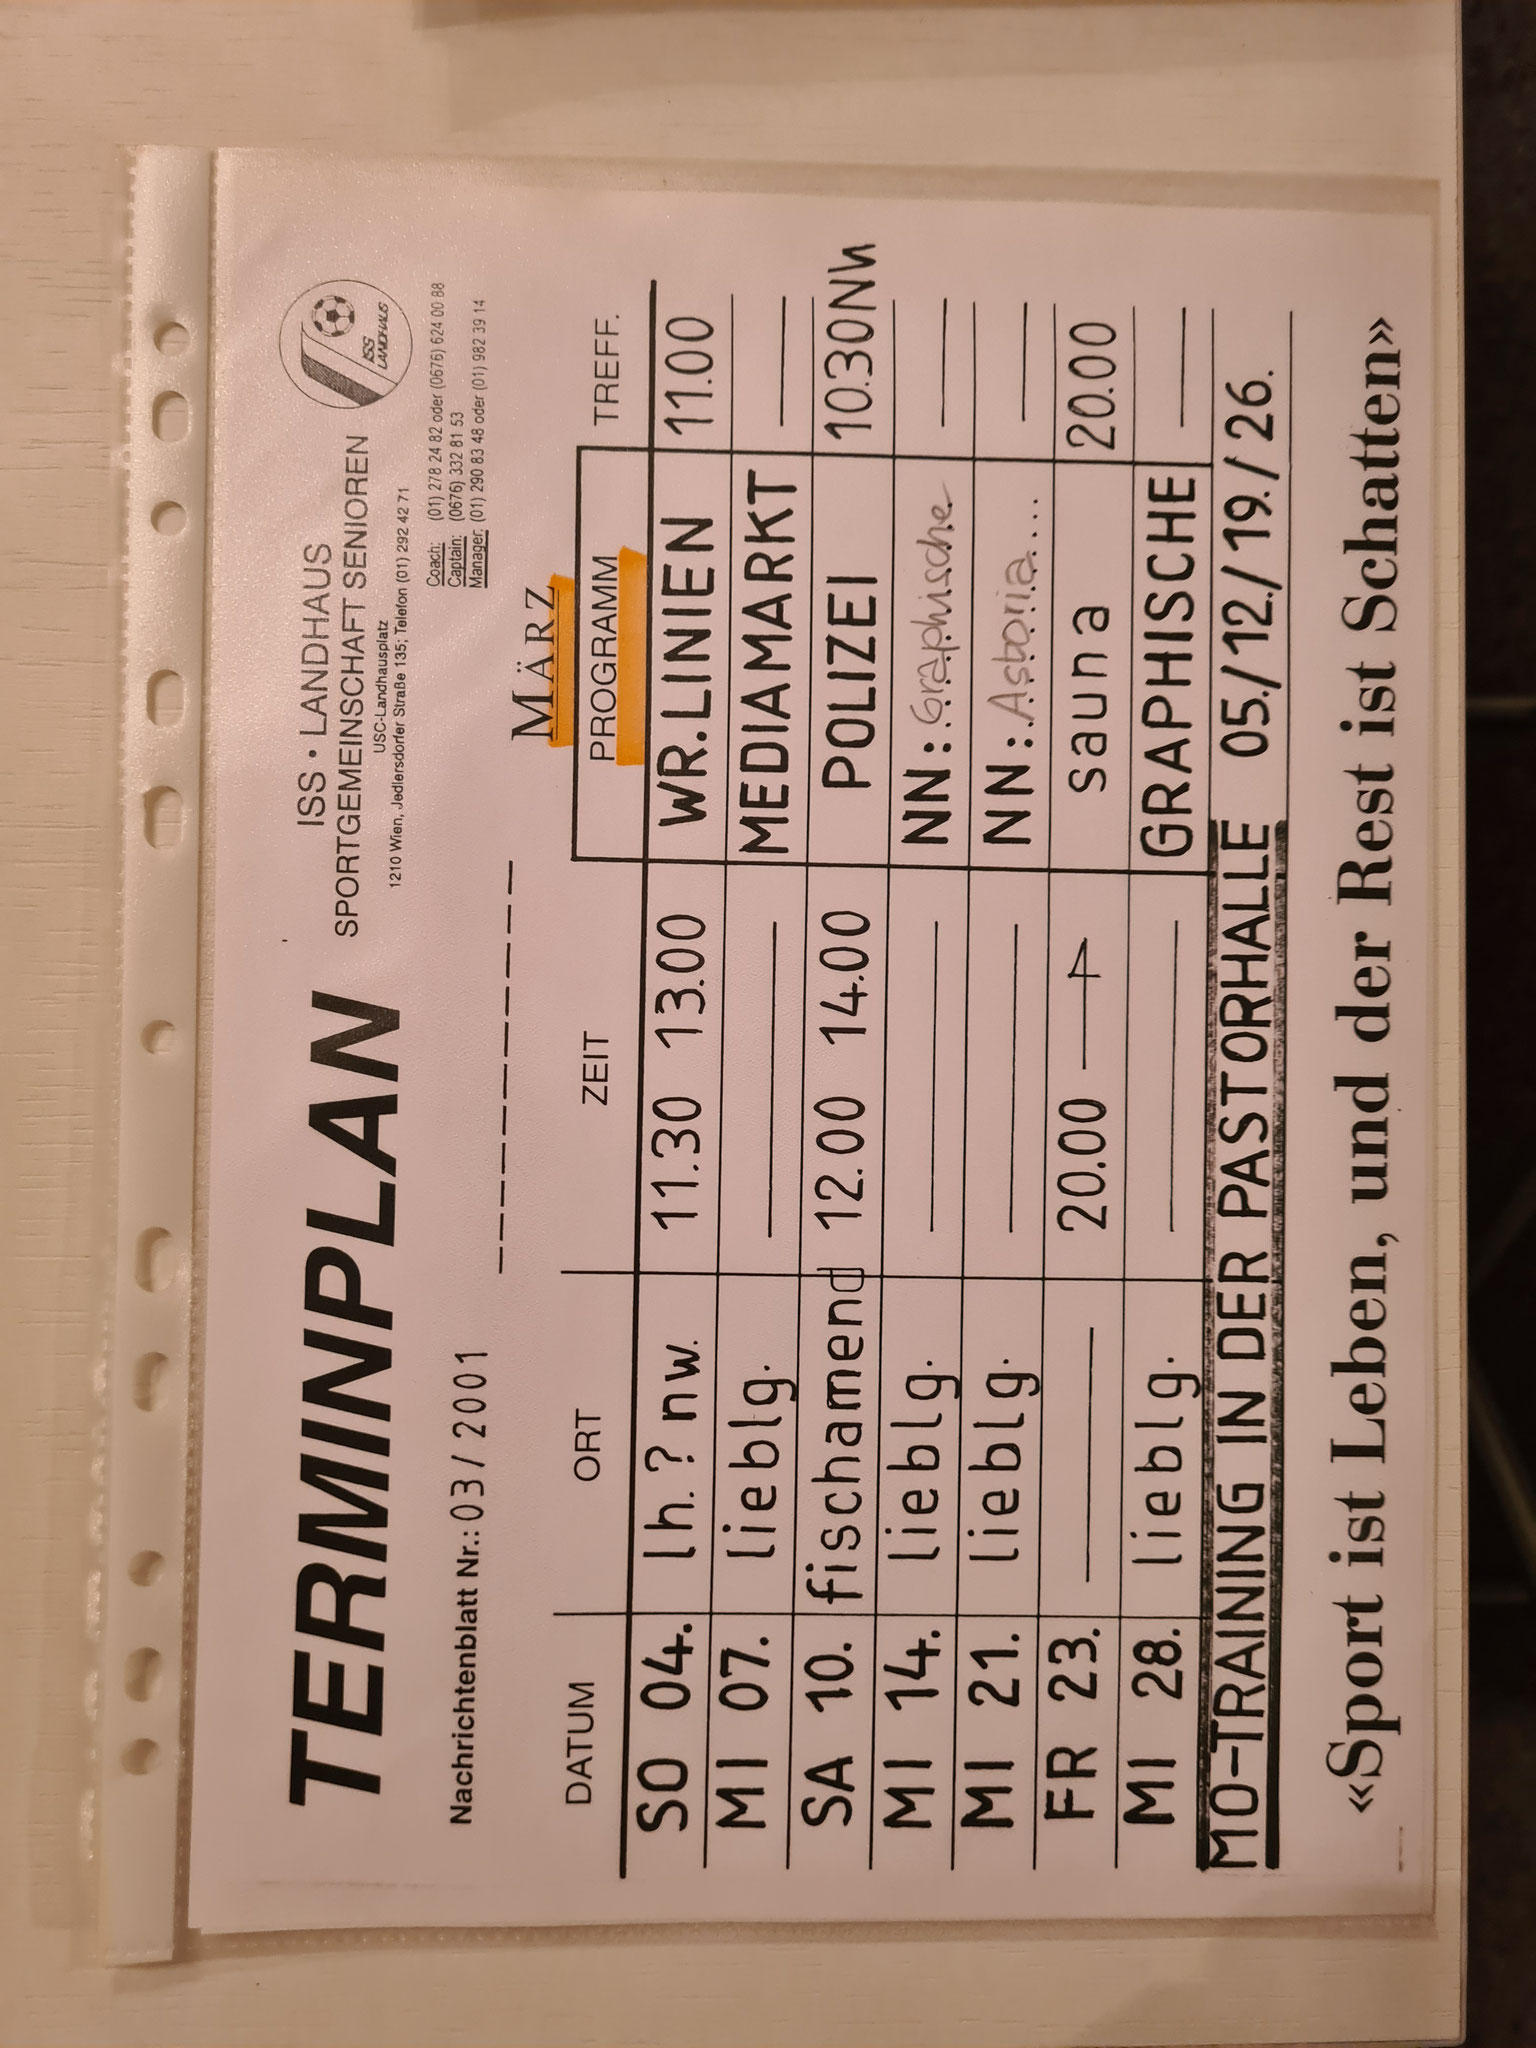 TERMINPLAN
ISS • LANDHAUS
SPORTGEMEINSCHAFT SENIOREN
USC-Landhausplatz
1210 Wien, Jedlersdorfer Straße 135; Telefon (01) 292 42 71
ISS LANDHAUS
Coach: (01) 278 24 82 oder (0676) 624 00 88
Captain: (0676) 332 81 53
Manager: (01) 290 83 48 oder (01) 982 39 14
Nachrichtenblatt Nr.: 03/2001
MÄRZ
DATUM ORT ZEIT PROGRAMM TREFF.
SO 04. lh.? nw. 11.30 13.00 WR.LINIEN 11.00
MI 07. lieblg. MEDIAMARKT
SA 10. fischamend 12.00 14.00 POLIZEI 10.30NW
MI 14. lieblg. NN: Graphische
MI 21. lieblg. NN: Astoria....
FR 23. 20.00 sauna 20.00
MI 28. lieblg. GRAPHISCHE
MO-TRAINING IN DER PASTORHALLE 05./12./19./26.
«Sport ist Leben, und der Rest ist Schatten»